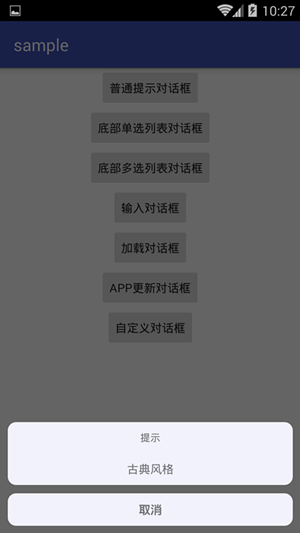 10:27
sample
普通提示对话框
底部单选列表对话框
底部多选列表对话框
输入对话框
加载对话框
APP更新对话框
自定义对话框
提示
古典风格
取消